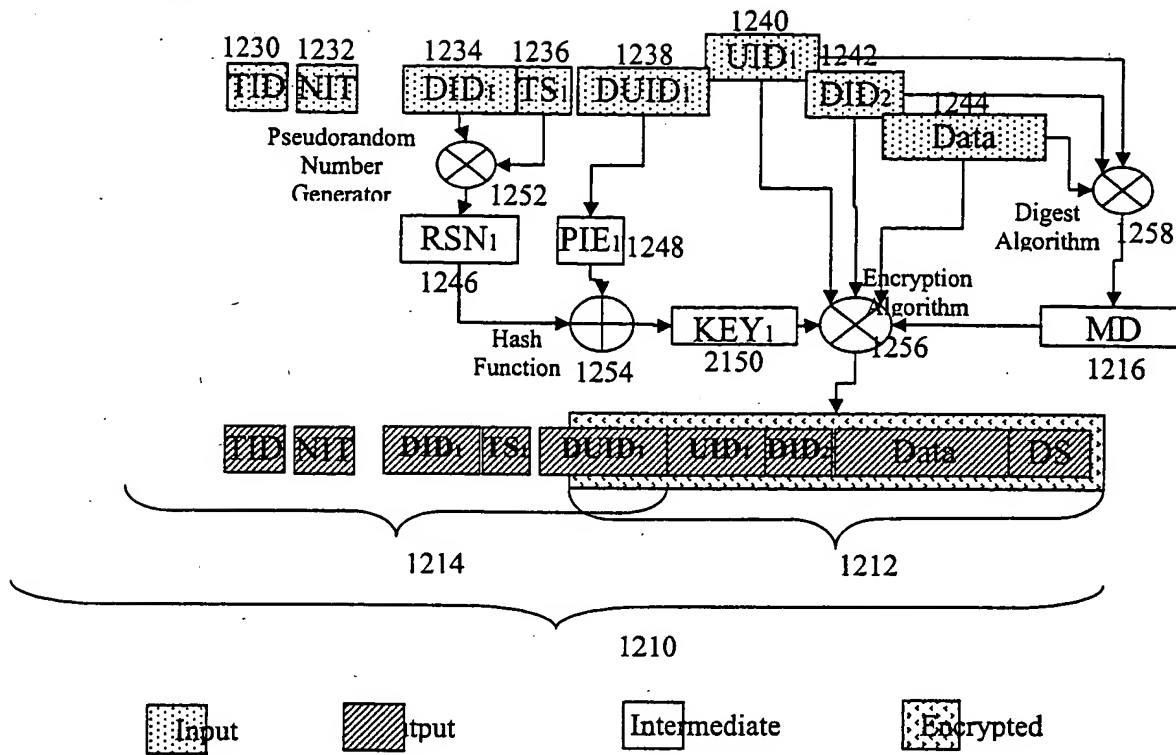 1230 1232 1234 1236 1238 1240 1242 1244
TID NIT DID₁ TS₁ DUID₁ UID₁ DID₂ Data
Pseudorandom
Number
Generator
1252
RSN₁
1246
PIE₁ 1248
Hash
Function
1254
KEY₁
2150
Encryption
Algorithm
1256
Digest
Algorithm
1258
MD
1216
TID NIT DID₁ TS₁ DUID₁ UID₁ DID₂ Data DS
1214 1212
1210
Input tput Intermediate Encrypted